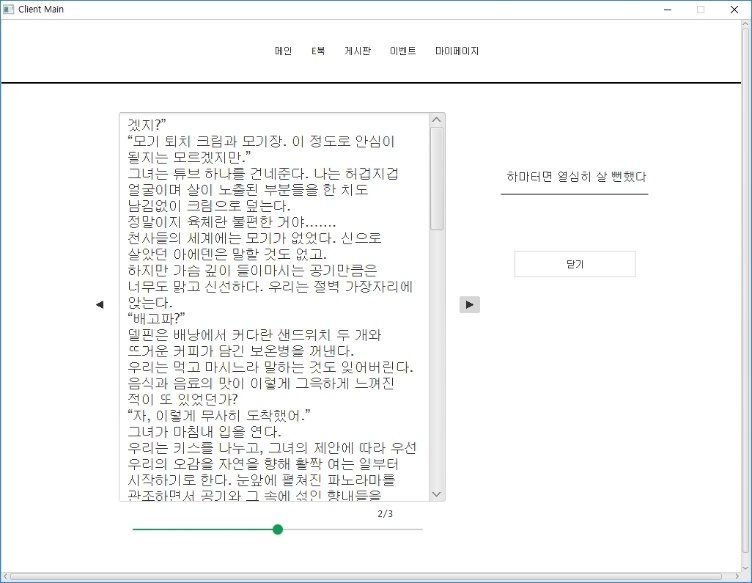 Client Main
메인 E북 게시판 이벤트 마이페이지
겠지?”
“모기 퇴치 크림과 모기장. 이 정도로 안심이
될지는 모르겠지만.”
그녀는 튜브 하나를 건네준다. 나는 허겁지겁
얼굴이며 살이 노출된 부분들을 한 치도
남김없이 크림으로 덮는다.
정말이지 육체란 불편한 거야.......
천사들의 세계에는 모기가 없었다. 신으로
살았던 아에덴은 말할 것도 없고.
하지만 가슴 깊이 들이마시는 공기만큼은
너무도 맑고 신선하다. 우리는 절벽 가장자리에
앉는다.
“배고파?”
델핀은 배낭에서 커다란 샌드위치 두 개와
뜨거운 커피가 담긴 보온병을 꺼낸다.
우리는 먹고 마시느라 말하는 것도 잊어버린다.
음식과 음료의 맛이 이렇게 그윽하게 느껴진
적이 또 있었던가?
“자, 이렇게 무사히 도착했어.”
그녀가 마침내 입을 연다.
우리는 키스를 나누고, 그녀의 제안에 따라 우선
우리의 오감을 자연을 향해 활짝 여는 일부터
시작하기로 한다. 눈앞에 펼쳐진 파노라마를
관조하면서 공기와 그 속에 섞인 향내들을
2/3
하마터면 열심히 살 뻔했다
닫기